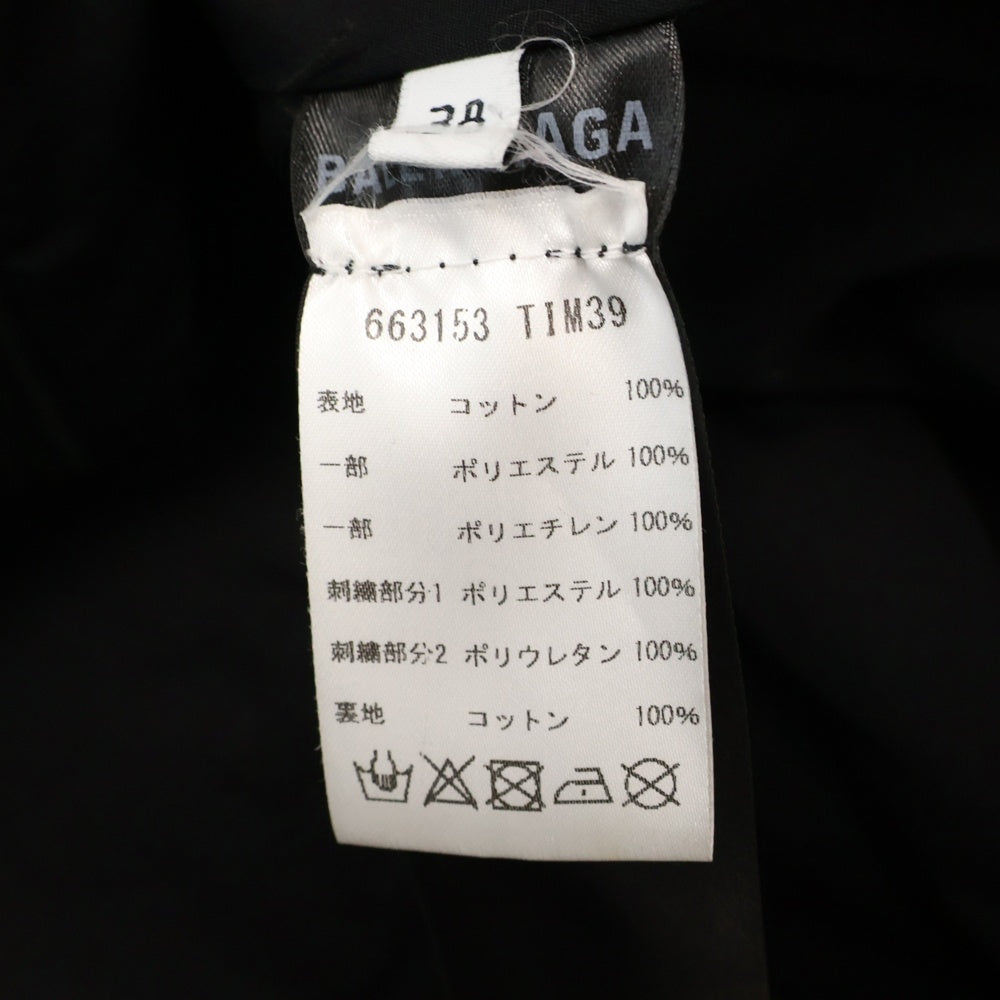 38
BALENCIAGA
663153 TIM39
表地 コットン 100%
一部 ポリエステル 100%
一部 ポリエチレン 100%
刺繍部分1 ポリエステル 100%
刺繍部分2 ポリウレタン 100%
裏地 コットン 100%